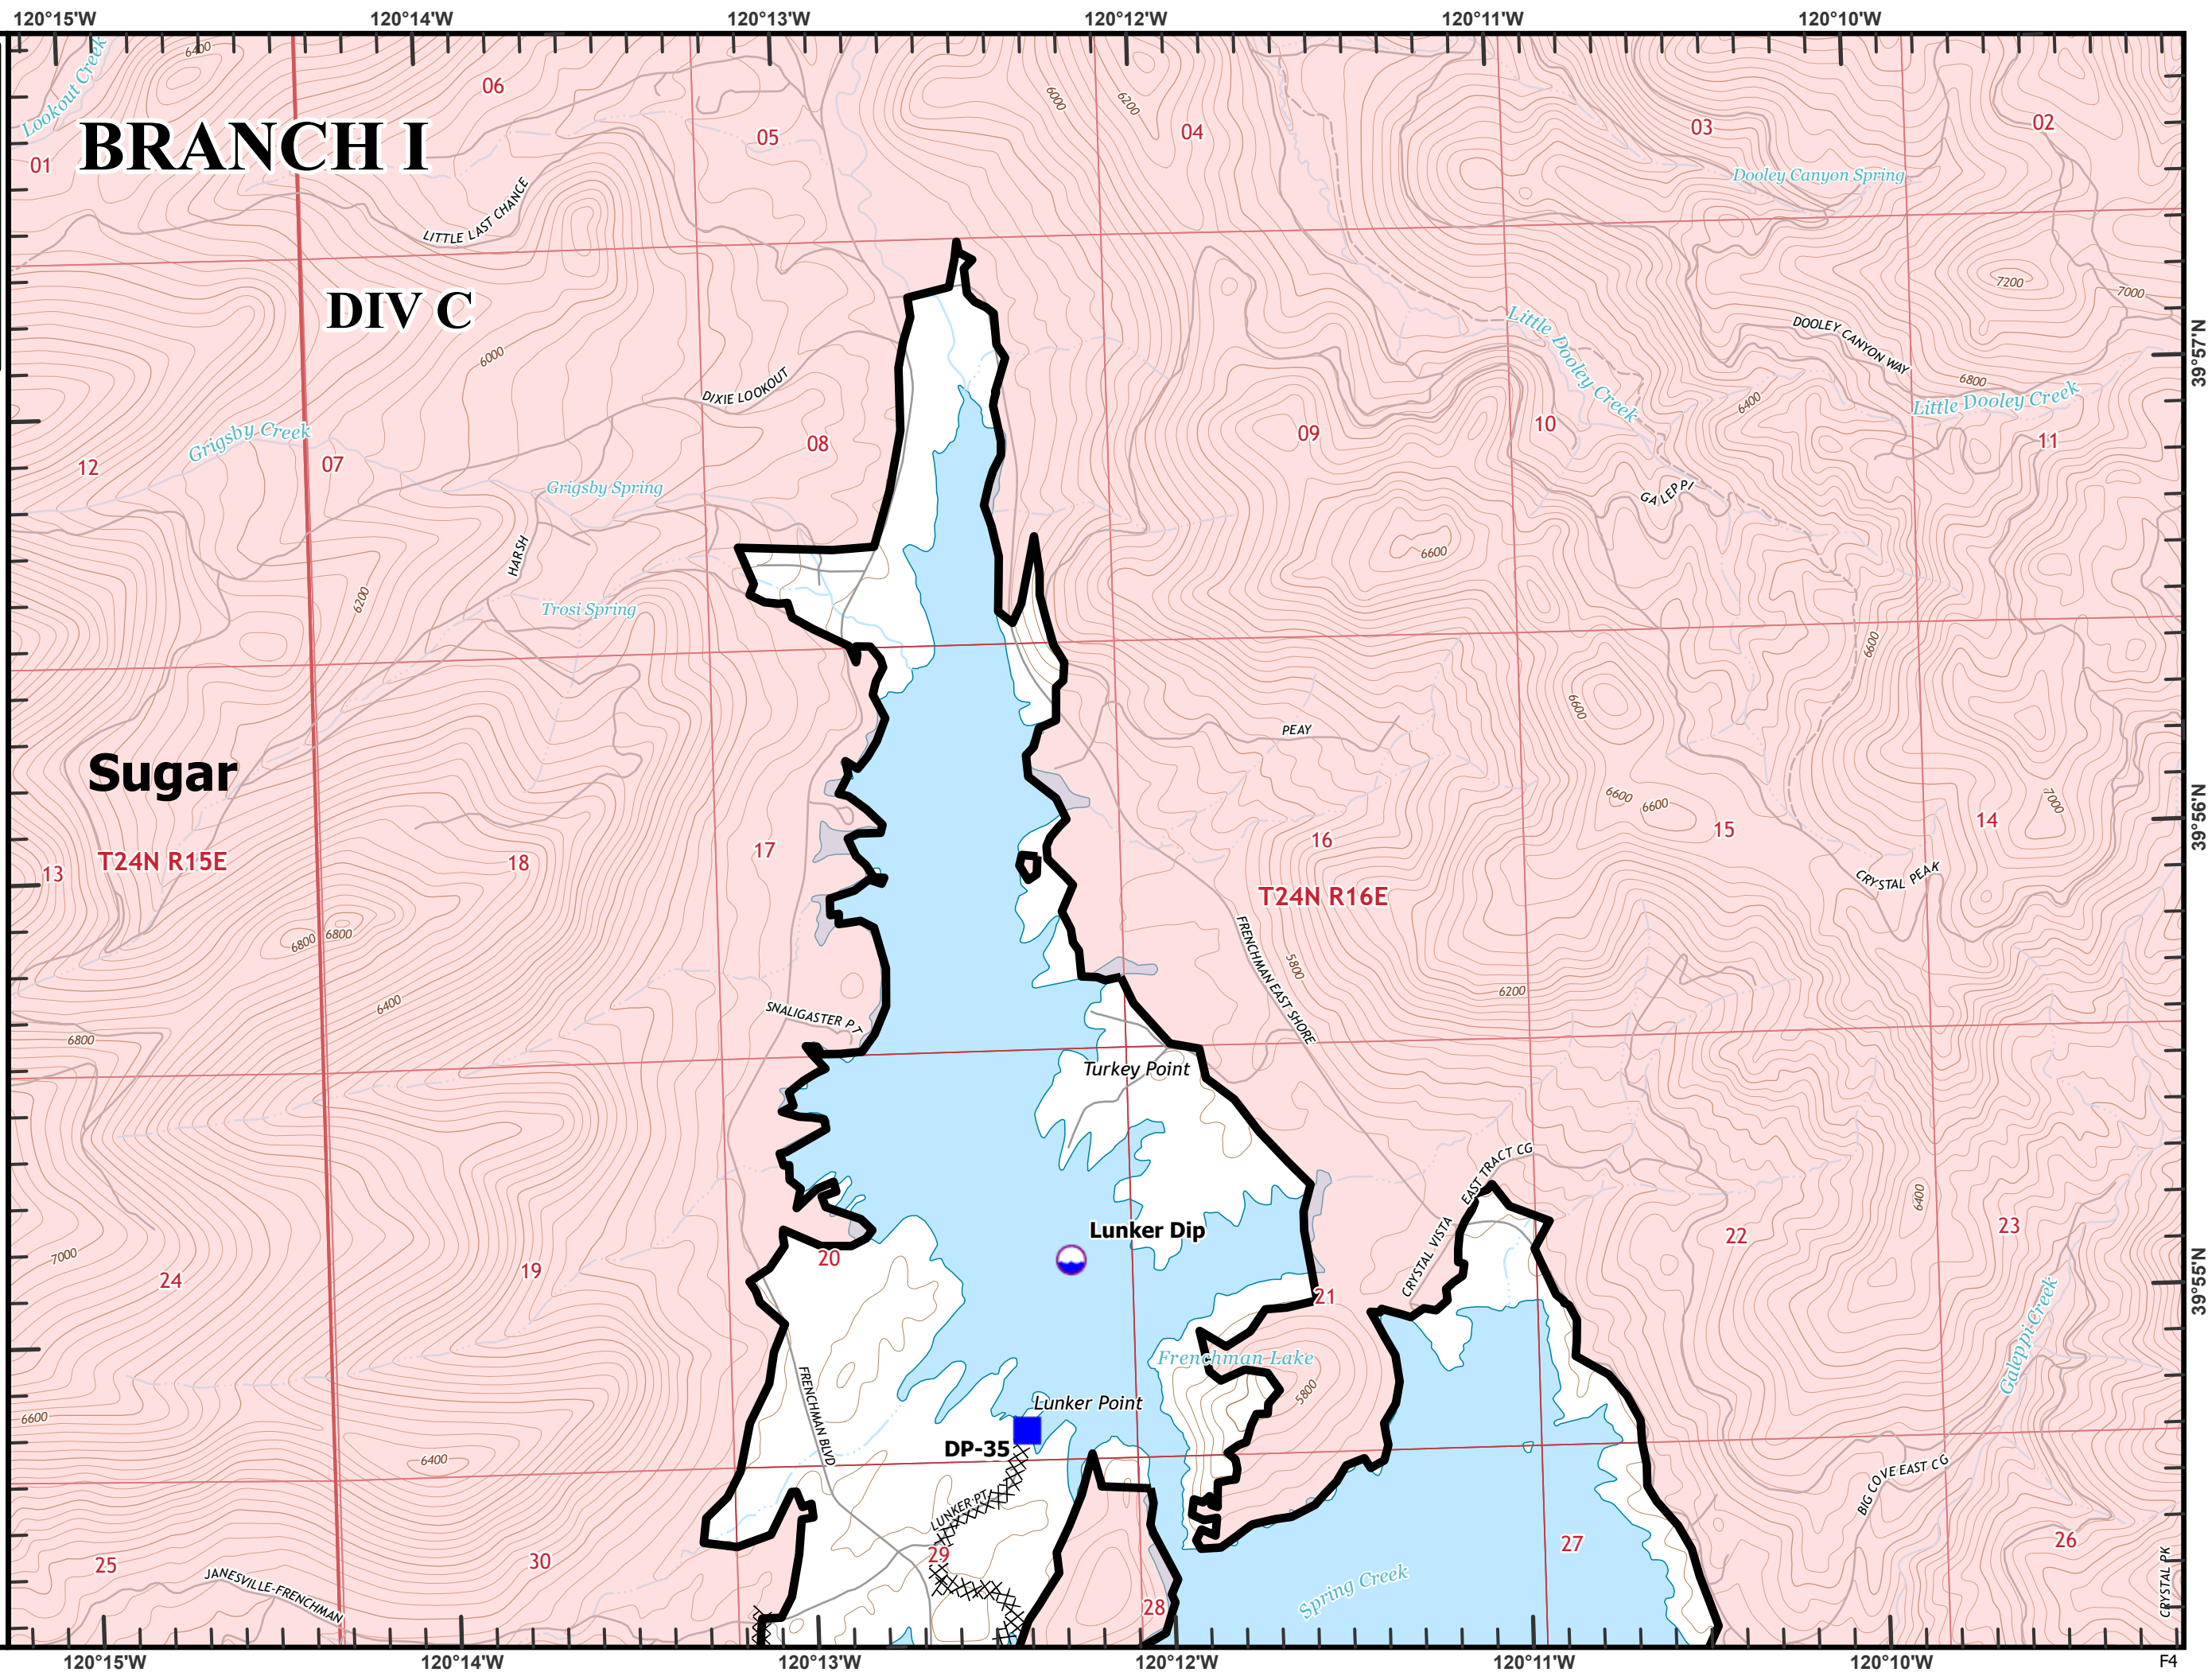 120°15'W 120°14'W 120°13'W 120°12'W 120°11'W 120°10'W
Lookout Creek
6400
06
6000
6200
04
03
02
05
BRANCH I
01
Dooley Canyon Spring
LITTLE LAST CHANCE
7200
7000
DIV C
Little Dooley Creek
DOOLEY CANYON WAY
39°57'N
6000
DIXIE LOOKOUT
6800
6400
Little Dooley Creek
Grigsby Creek
08
09
10
11
12
07
Grigsby Spring
GALEPPI
HARSH
6600
6200
Trosi Spring
6600
6600
PEAY
Sugar
6600
6600
7000
39°56'N
14
15
16
17
18
T24N R15E
13
CRYSTAL PEAK
T24N R16E
6800
6800
FRENCHMAN EAST SHORE
5800
6200
6400
SNALIGASTER PT
6800
Turkey Point
EAST TRACT CG
6400
22
23
Lunker Dip
CRYSTAL VISTA
7000
20
19
24
21
39°55'N
Galeppi Creek
Frenchman Lake
5800
FRENCHMAN BLVD
Lunker Point
6600
DP-35
6400
BIG COVE EAST CG
LUNKER PT
25
30
29
27
26
JANESVILLE-FRENCHMAN
Spring Creek
28
CRYSTAL PK
120°15'W 120°14'W 120°13'W 120°12'W 120°11'W 120°10'W
F4